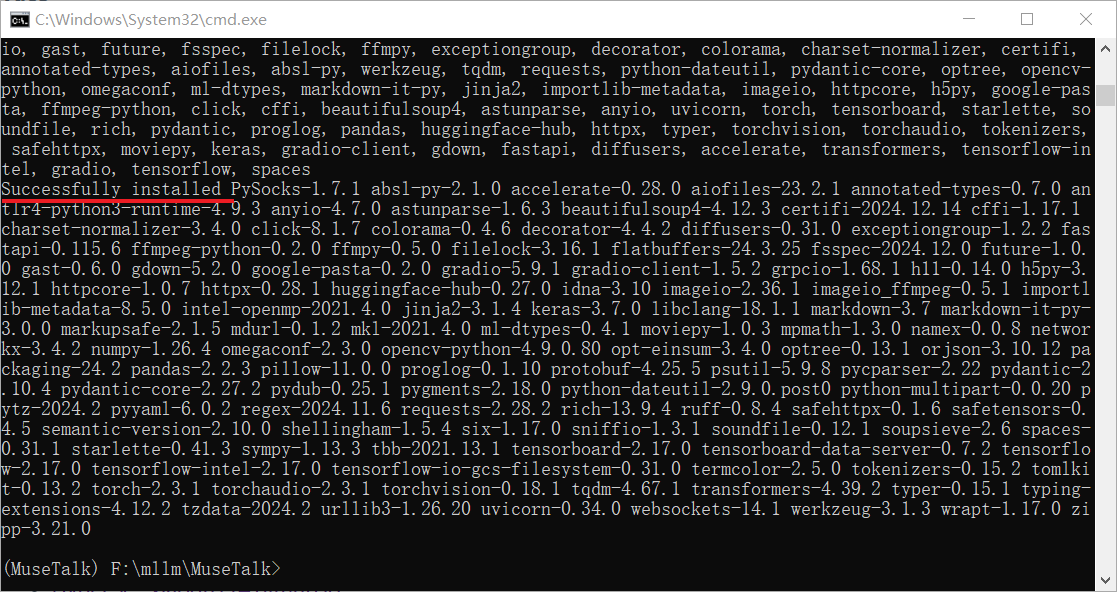 C:\Windows\System32\cmd.exe
io, gast, future, fsspec, filelock, ffmpy, exceptiongroup, decorator, colorama, charset-normalizer, certifi,
annotated-types, aiofiles, absl-py, werkzeug, tqdm, requests, python-dateutil, pydantic-core, optree, opencv-
python, omegaconf, ml-dtypes, markdown-it-py, jinja2, importlib-metadata, imageio, httpcore, h5py, google-pas
ta, ffmpeg-python, click, cffi, beautifulsoup4, astunparse, anyio, uvicorn, torch, tensorboard, starlette, so
undfile, rich, pydantic, proglog, pandas, huggingface-hub, httpx, typer, torchvision, torchaudio, tokenizers,
safehttpx, moviepy, keras, gradio-client, gdown, fastapi, diffusers, accelerate, transformers, tensorflow-in
tel, gradio, tensorflow, spaces
Successfully installed PySocks-1.7.1 absl-py-2.1.0 accelerate-0.28.0 aiofiles-23.2.1 annotated-types-0.7.0 an
tlr4-python3-runtime-4.9.3 anyio-4.7.0 astunparse-1.6.3 beautifulsoup4-4.12.3 certifi-2024.12.14 cffi-1.17.1
charset-normalizer-3.4.0 click-8.1.7 colorama-0.4.6 decorator-4.4.2 diffusers-0.31.0 exceptiongroup-1.2.2 fas
tapi-0.115.6 ffmpeg-python-0.2.0 ffmpy-0.5.0 filelock-3.16.1 flatbuffers-24.3.25 fsspec-2024.12.0 future-1.0.
0 gast-0.6.0 gdown-5.2.0 google-pasta-0.2.0 gradio-5.9.1 gradio-client-1.5.2 grpcio-1.68.1 h11-0.14.0 h5py-3.
12.1 httpcore-1.0.7 httpx-0.28.1 huggingface-hub-0.27.0 idna-3.10 imageio-2.36.1 imageio_ffmpeg-0.5.1 importl
ib-metadata-8.5.0 intel-openmp-2021.4.0 jinja2-3.1.4 keras-3.7.0 libclang-18.1.1 markdown-3.7 markdown-it-py-
3.0.0 markupsafe-2.1.5 mdurl-0.1.2 mkl-2021.4.0 ml-dtypes-0.4.1 moviepy-1.0.3 mpmath-1.3.0 namex-0.0.8 networ
kx-3.4.2 numpy-1.26.4 omegaconf-2.3.0 opencv-python-4.9.0.80 opt-einsum-3.4.0 optree-0.13.1 orjson-3.10.12 pa
ckaging-24.2 pandas-2.2.3 pillow-11.0.0 proglog-0.1.10 protobuf-4.25.5 psutil-5.9.8 pycparser-2.22 pydantic-2
.10.4 pydantic-core-2.27.2 pydub-0.25.1 pygments-2.18.0 python-dateutil-2.9.0.post0 python-multipart-0.0.20 p
ytz-2024.2 pyyaml-6.0.2 regex-2024.11.6 requests-2.28.2 rich-13.9.4 ruff-0.8.4 safehttpx-0.1.6 safetensors-0.
4.5 semantic-version-2.10.0 shellingham-1.5.4 six-1.17.0 sniffio-1.3.1 soundfile-0.12.1 soupsieve-2.6 spaces-
0.31.1 starlette-0.41.3 sympy-1.13.3 tbb-2021.13.1 tensorboard-2.17.0 tensorboard-data-server-0.7.2 tensorflo
w-2.17.0 tensorflow-intel-2.17.0 tensorflow-io-gcs-filesystem-0.31.0 termcolor-2.5.0 tokenizers-0.15.2 tomlki
t-0.13.2 torch-2.3.1 torchaudio-2.3.1 torchvision-0.18.1 tqdm-4.67.1 transformers-4.39.2 typer-0.15.1 typing-
extensions-4.12.2 tzdata-2024.2 urllib3-1.26.20 uvicorn-0.34.0 websockets-14.1 werkzeug-3.1.3 wrapt-1.17.0 zi
pp-3.21.0
(MuseTalk) F:\mllm\MuseTalk>